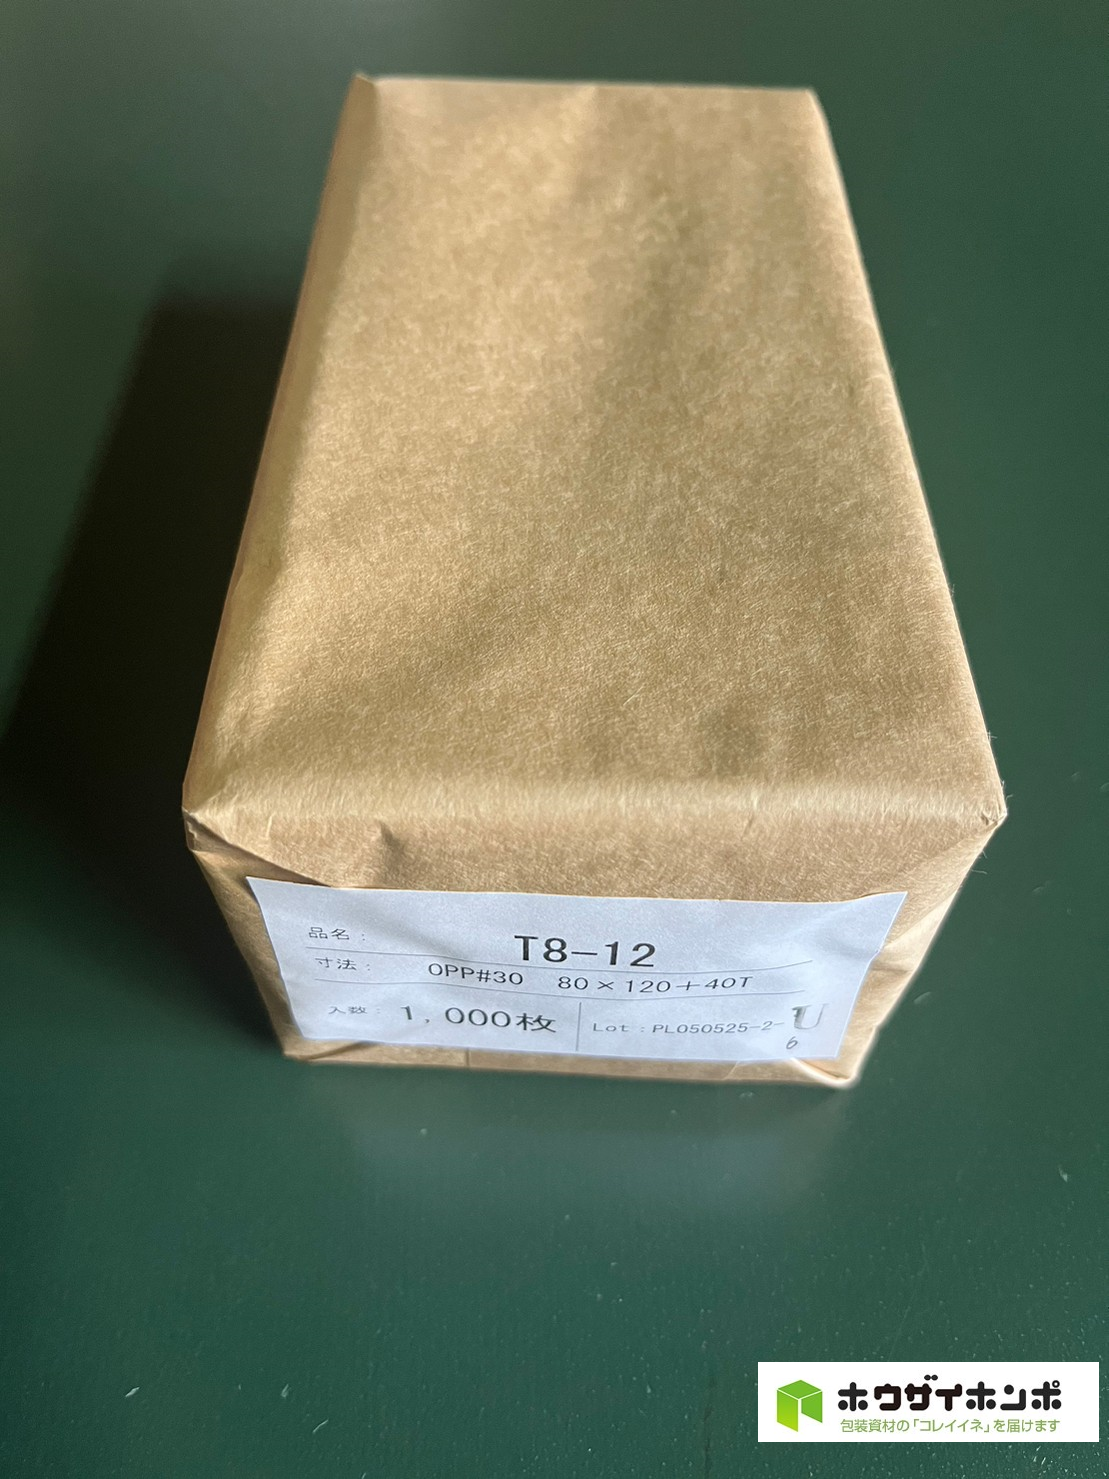 品名: T8-12
寸法: OPP#30 80×120+40T
入数: 1,000枚 Lot:PL050525-2-
6
ホウザイホンポ
包装資材の「コレイイネ」を届けます